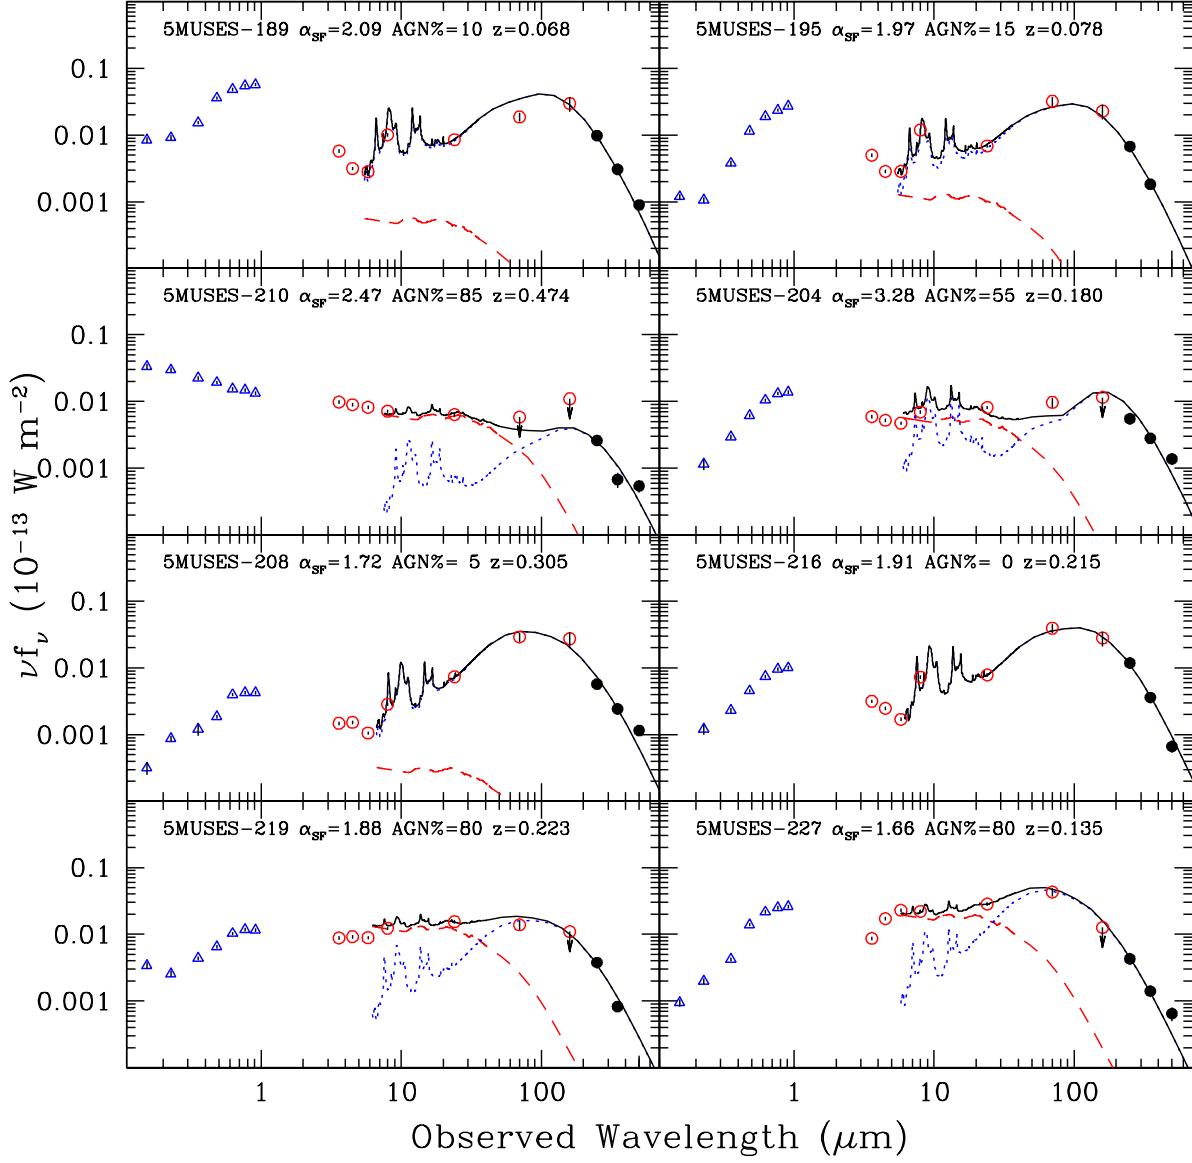 5MUSES−189 αSF=2.09 AGN%=10 z=0.068
5MUSES−195 αSF=1.97 AGN%=15 z=0.078
0.1
0.01
0.001
5MUSES−210 αSF=2.47 AGN%=85 z=0.474
5MUSES−204 αSF=3.28 AGN%=55 z=0.180
0.1
0.01
0.001
5MUSES−208 αSF=1.72 AGN%= 5 z=0.305
5MUSES−216 αSF=1.91 AGN%= 0 z=0.215
0.1
0.01
0.001
5MUSES−219 αSF=1.88 AGN%=80 z=0.223
5MUSES−227 αSF=1.66 AGN%=80 z=0.135
0.1
0.01
0.001
νfν (10−13 W m−2)
1 10 100 1 10 100
Observed Wavelength (μm)